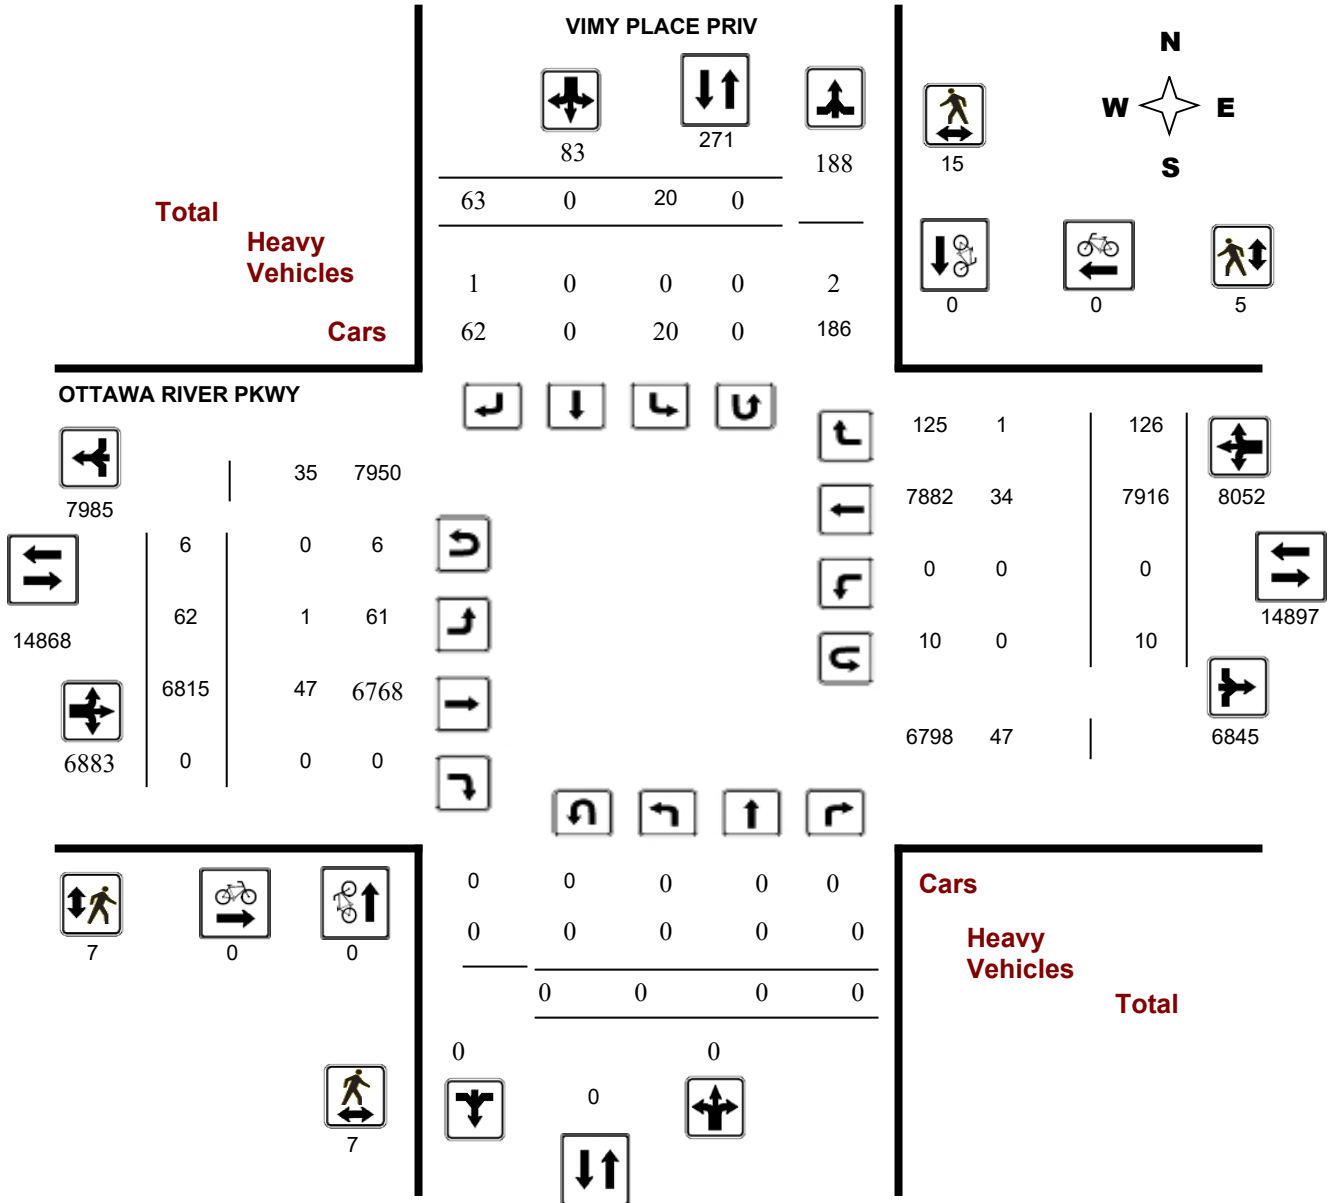 VIMY PLACE PRIV
N
W E
S
83 271 188 15
63 0 20 0
Total
Heavy
Vehicles
1 0 0 0 2
0 0 5
Cars
62 0 20 0 186
OTTAWA RIVER PKWY
125 1 126
35 7950
7985
7882 34 7916 8052
6 0 6
0 0 0
62 1 61
14868
14897
10 0 10
6815 47 6768
6883
0 0 0
6798 47 6845
0 0 0 0 0
Cars
0 0 0 0 0
Heavy
Vehicles
7 0 0
0 0 0 0
Total
0 0
0
7